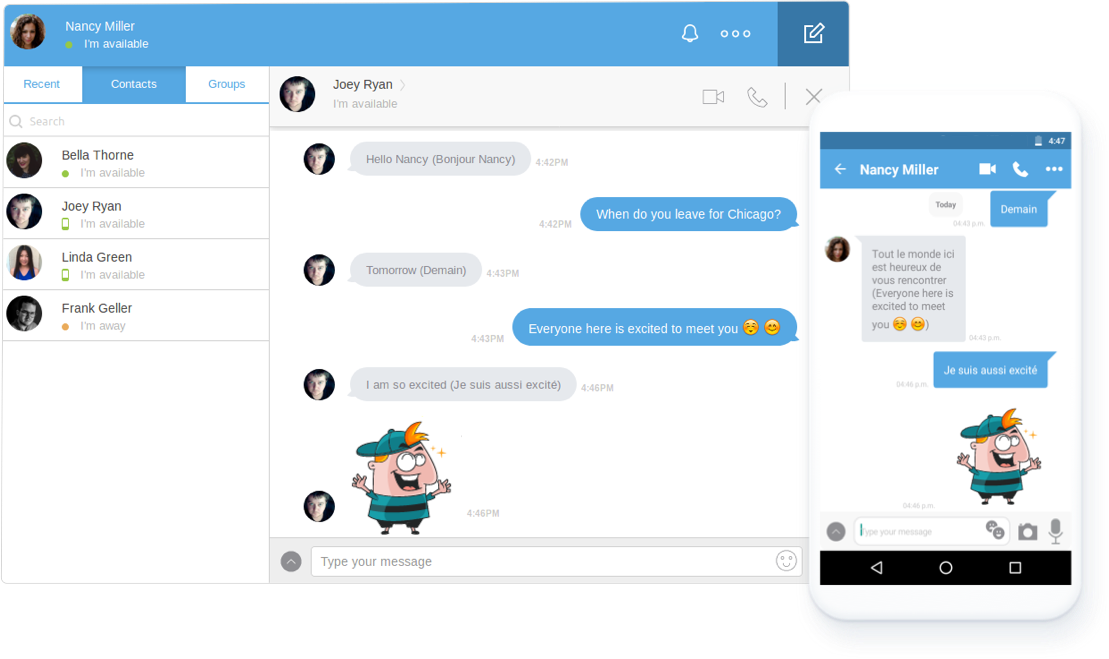 Nancy Miller
I'm available
Recent
Contacts
Groups
Search
Bella Thorne
I'm available
Joey Ryan
I'm available
Linda Green
I'm available
Frank Geller
I'm away
Joey Ryan
I'm available
Hello Nancy (Bonjour Nancy)
4:42PM
When do you leave for Chicago?
4:42PM
Tomorrow (Demain)
4:43PM
Everyone here is excited to meet you ☺️ 😊
4:43PM
I am so excited (Je suis aussi excité)
4:46PM
4:46PM
Type your message
4:47
Nancy Miller
Today
Demain
04:43 p.m.
Tout le monde ici
est heureux de
vous rencontrer
(Everyone here is
excited to meet
you ☺️ 😊)
04:43 p.m.
Je suis aussi excité
04:46 p.m.
04:46 p.m.
Type your message